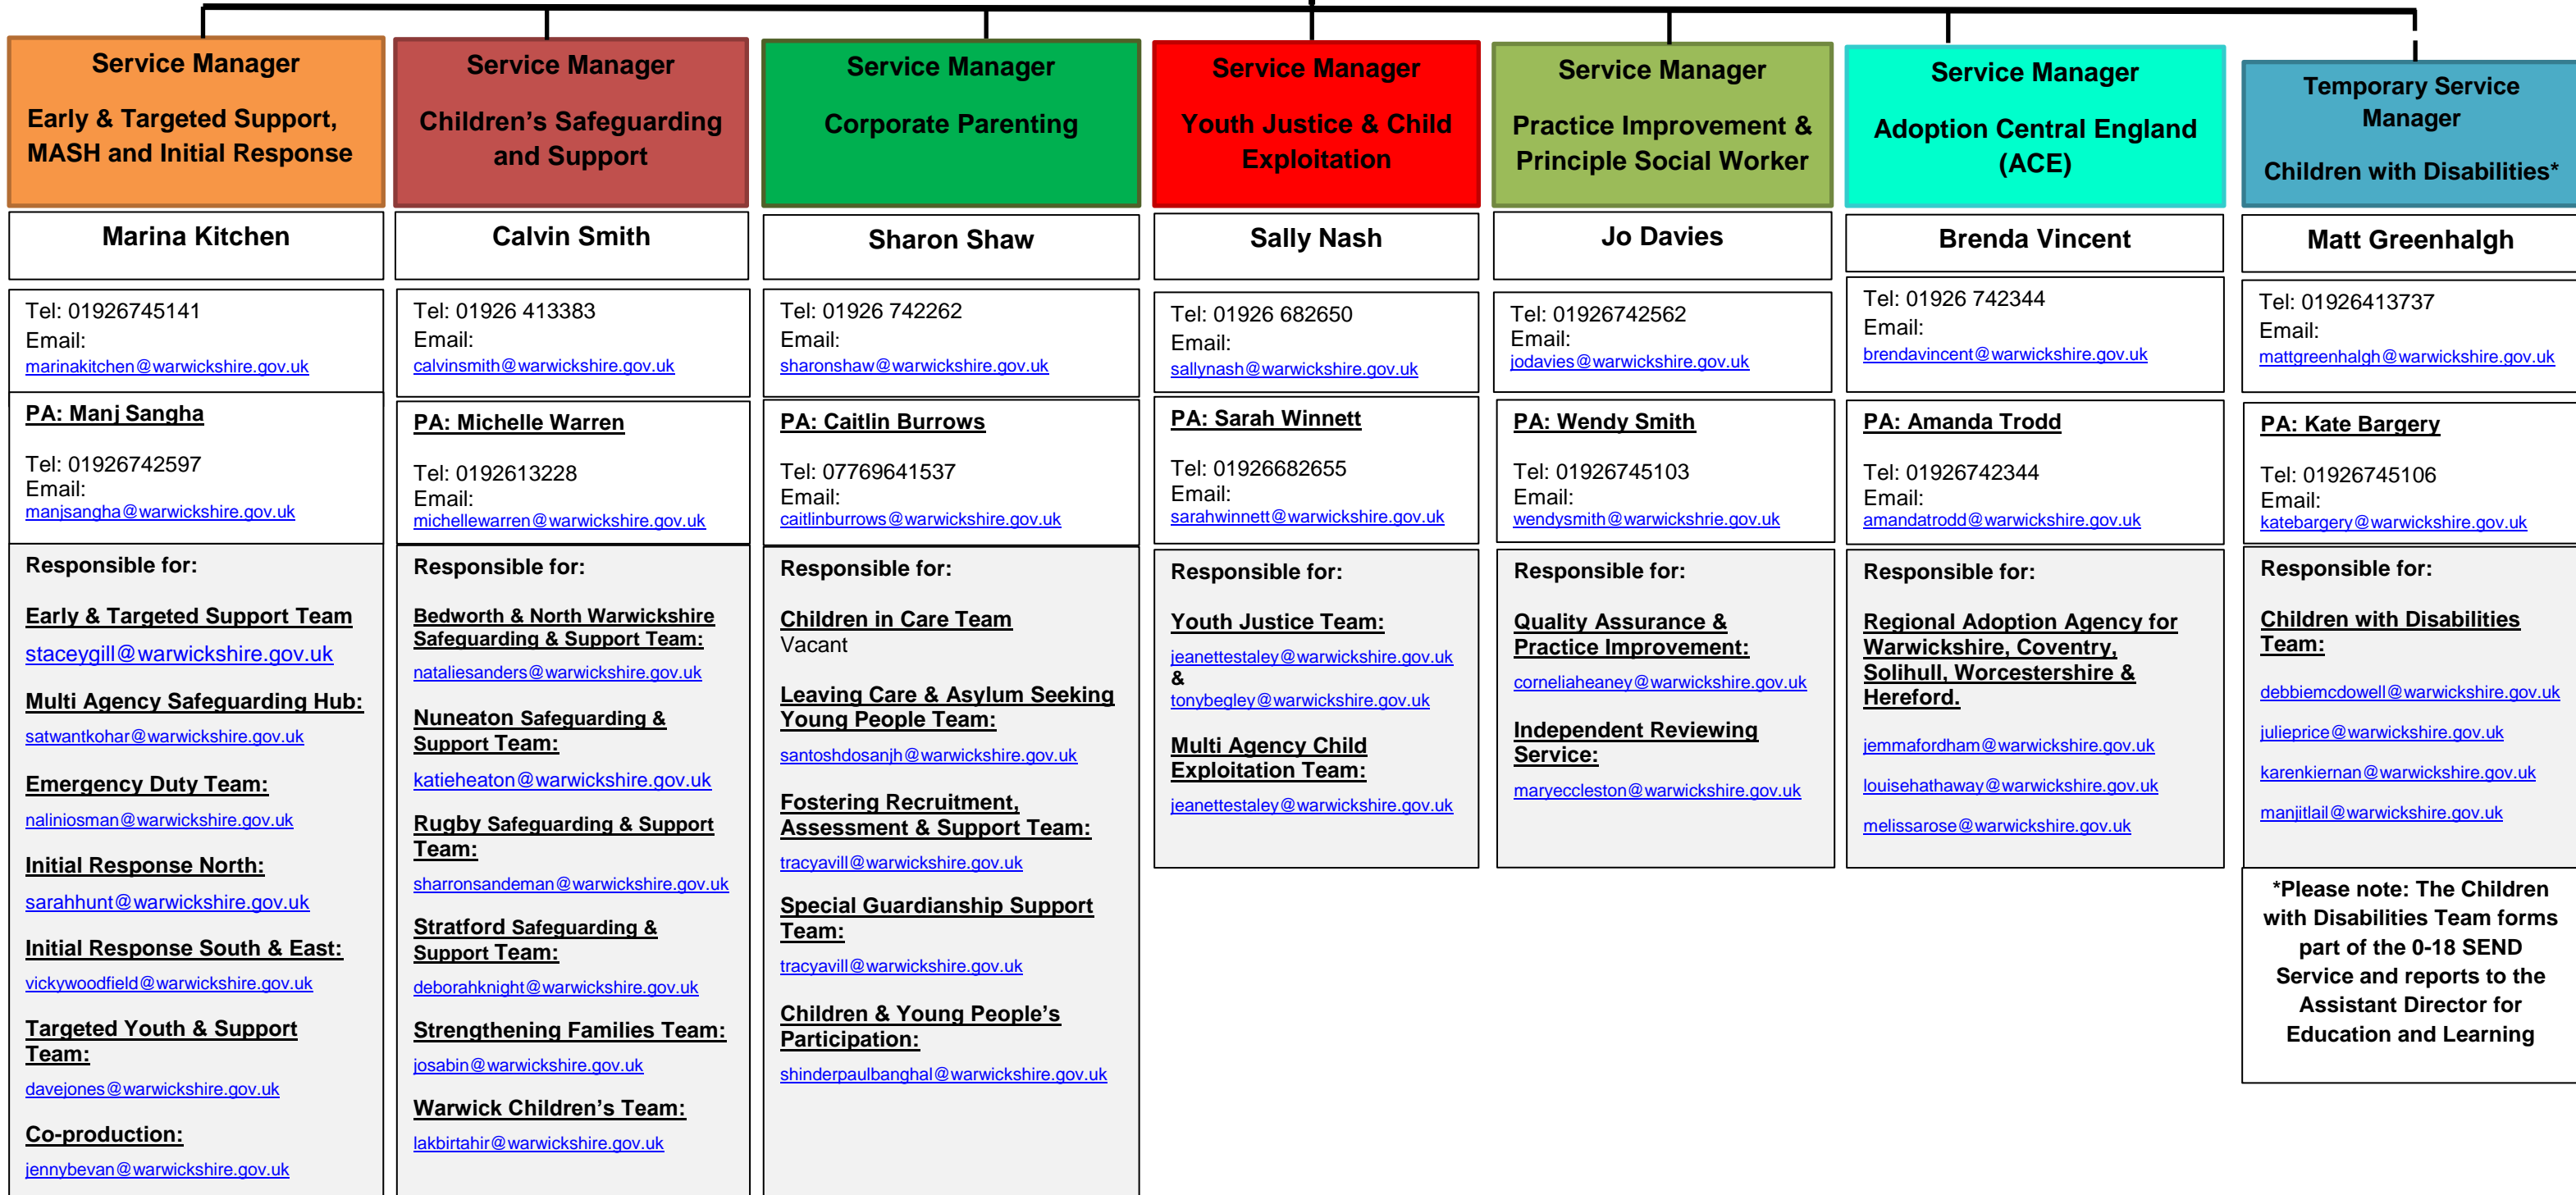 Service Manager
Early & Targeted Support,
MASH and Initial Response
Marina Kitchen
Tel: 01926745141
Email:
marinakitchen@warwickshire.gov.uk
PA: Manj Sangha
Tel: 01926742597
Email:
manjsangha@warwickshire.gov.uk
Responsible for:
Early & Targeted Support Team
staceygill@warwickshire.gov.uk
Multi Agency Safeguarding Hub:
satwantkohar@warwickshire.gov.uk
Emergency Duty Team:
naliniosman@warwickshire.gov.uk
Initial Response North:
sarahhunt@warwickshire.gov.uk
Initial Response South & East:
vickywoodfield@warwickshire.gov.uk
Targeted Youth & Support
Team:
davejones@warwickshire.gov.uk
Co-production:
jennybevan@warwickshire.gov.uk
Service Manager
Children’s Safeguarding
and Support
Calvin Smith
Tel: 01926 413383
Email:
calvinsmith@warwickshire.gov.uk
PA: Michelle Warren
Tel: 0192613228
Email:
michellewarren@warwickshire.gov.uk
Responsible for:
Bedworth & North Warwickshire
Safeguarding & Support Team:
nataliesanders@warwickshire.gov.uk
Nuneaton Safeguarding &
Support Team:
katieheaton@warwickshire.gov.uk
Rugby Safeguarding & Support
Team:
sharronsandeman@warwickshire.gov.uk
Stratford Safeguarding &
Support Team:
deborahknight@warwickshire.gov.uk
Strengthening Families Team:
josabin@warwickshire.gov.uk
Warwick Children’s Team:
lakbirtahir@warwickshire.gov.uk
Service Manager
Corporate Parenting
Sharon Shaw
Tel: 01926 742262
Email:
sharonshaw@warwickshire.gov.uk
PA: Caitlin Burrows
Tel: 07769641537
Email:
caitlinburrows@warwickshire.gov.uk
Responsible for:
Children in Care Team
Vacant
Leaving Care & Asylum Seeking
Young People Team:
santoshdosanjh@warwickshire.gov.uk
Fostering Recruitment,
Assessment & Support Team:
tracyavill@warwickshire.gov.uk
Special Guardianship Support
Team:
tracyavill@warwickshire.gov.uk
Children & Young People’s
Participation:
shinderpaulbanghal@warwickshire.gov.uk
Service Manager
Youth Justice & Child
Exploitation
Sally Nash
Tel: 01926 682650
Email:
sallynash@warwickshire.gov.uk
PA: Sarah Winnett
Tel: 01926682655
Email:
sarahwinnett@warwickshire.gov.uk
Responsible for:
Youth Justice Team:
jeanettestaley@warwickshire.gov.uk
&
tonybegley@warwickshire.gov.uk
Multi Agency Child
Exploitation Team:
jeanettestaley@warwickshire.gov.uk
Service Manager
Practice Improvement &
Principle Social Worker
Jo Davies
Tel: 01926742562
Email:
jodavies@warwickshire.gov.uk
PA: Wendy Smith
Tel: 01926745103
Email:
wendysmith@warwickshrie.gov.uk
Responsible for:
Quality Assurance &
Practice Improvement:
corneliaheaney@warwickshire.gov.uk
Independent Reviewing
Service:
maryeccleston@warwickshire.gov.uk
Service Manager
Adoption Central England
(ACE)
Brenda Vincent
Tel: 01926 742344
Email:
brendavincent@warwickshire.gov.uk
PA: Amanda Trodd
Tel: 01926742344
Email:
amandatrodd@warwickshire.gov.uk
Responsible for:
Regional Adoption Agency for
Warwickshire, Coventry,
Solihull, Worcestershire &
Hereford.
jemmafordham@warwickshire.gov.uk
louisehathaway@warwickshire.gov.uk
melissarose@warwickshire.gov.uk
Temporary Service
Manager
Children with Disabilities*
Matt Greenhalgh
Tel: 01926413737
Email:
mattgreenhalgh@warwickshire.gov.uk
PA: Kate Bargery
Tel: 01926745106
Email:
katebargery@warwickshire.gov.uk
Responsible for:
Children with Disabilities
Team:
debbiemcdowell@warwickshire.gov.uk
julieprice@warwickshire.gov.uk
karenkiernan@warwickshire.gov.uk
manjitlail@warwickshire.gov.uk
*Please note: The Children
with Disabilities Team forms
part of the 0-18 SEND
Service and reports to the
Assistant Director for
Education and Learning